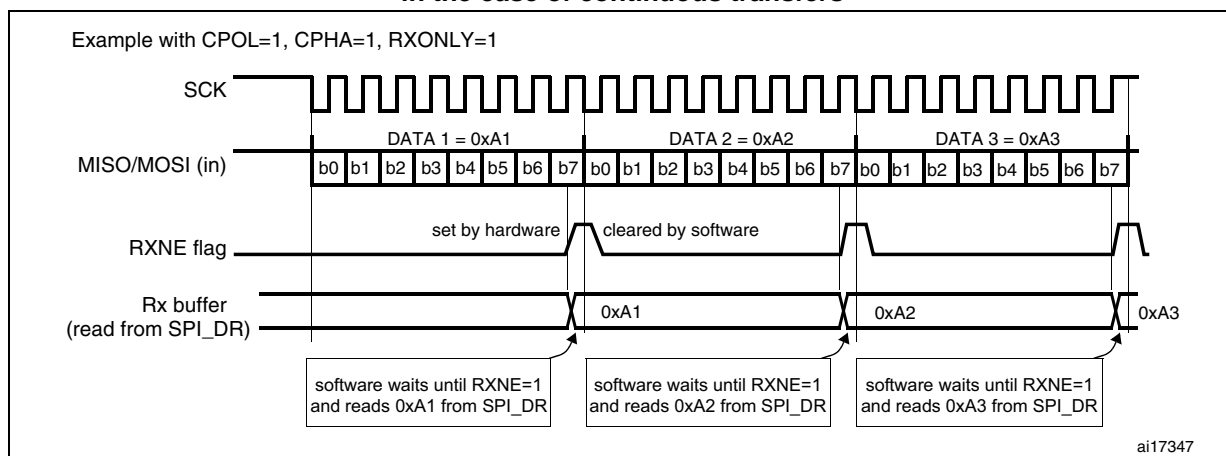 in the case of continuous transfers
Example with CPOL=1, CPHA=1, RXONLY=1
SCK
DATA 1 = 0xA1 DATA 2 = 0xA2 DATA 3 = 0xA3
MISO/MOSI (in)
b0 b1 b2 b3 b4 b5 b6 b7 b0 b1 b2 b3 b4 b5 b6 b7 b0 b1 b2 b3 b4 b5 b6 b7
set by hardware cleared by software
RXNE flag
Rx buffer
(read from SPI_DR)
0xA1 0xA2 0xA3
software waits until RXNE=1
and reads 0xA1 from SPI_DR
software waits until RXNE=1
and reads 0xA2 from SPI_DR
software waits until RXNE=1
and reads 0xA3 from SPI_DR
ai17347